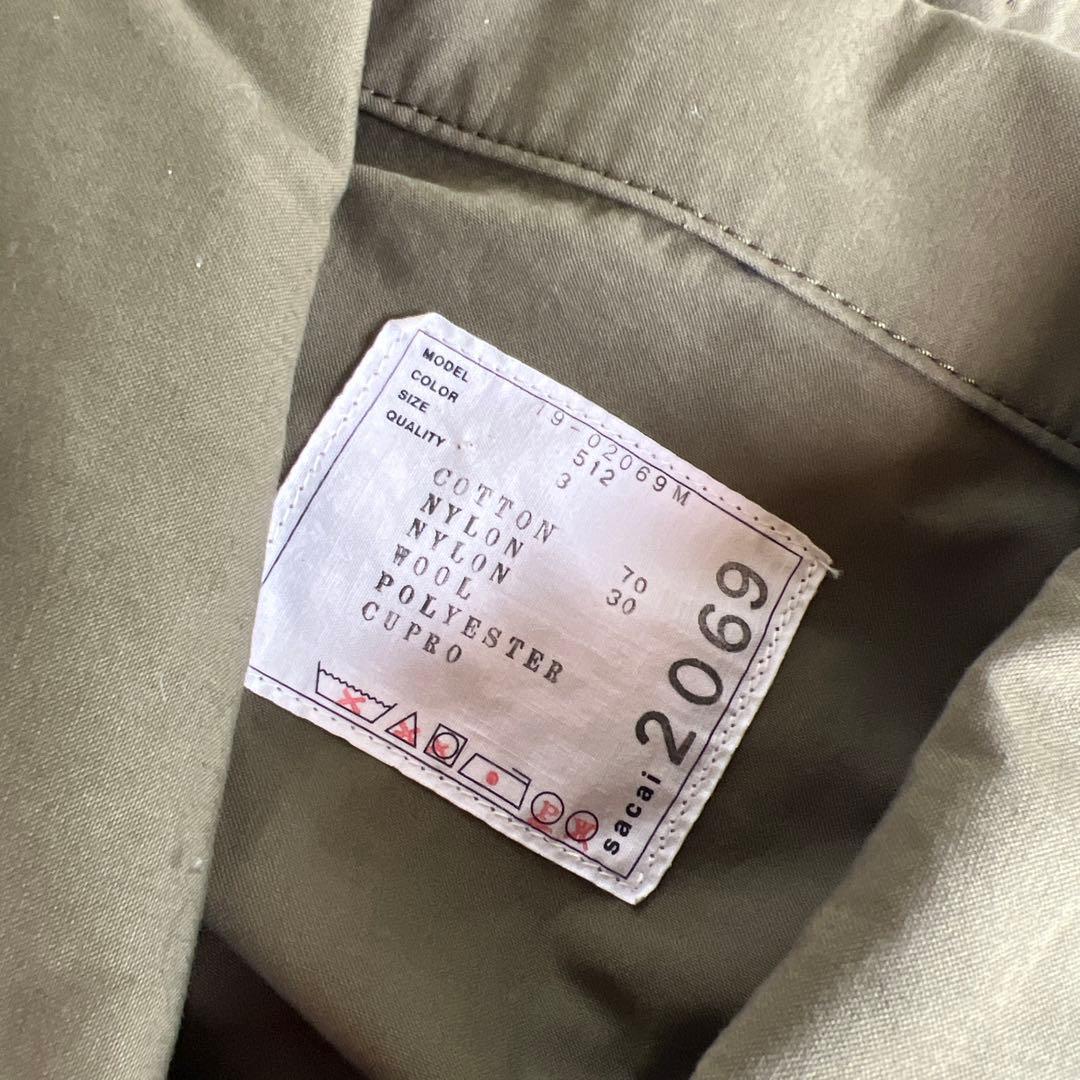 MODEL 19-02069M
COLOR 512
SIZE 3
QUALITY
COTTON 70
NYLON 30
NYLON
WOOL
POLYESTER
CUPRO
P W
sacai 2069